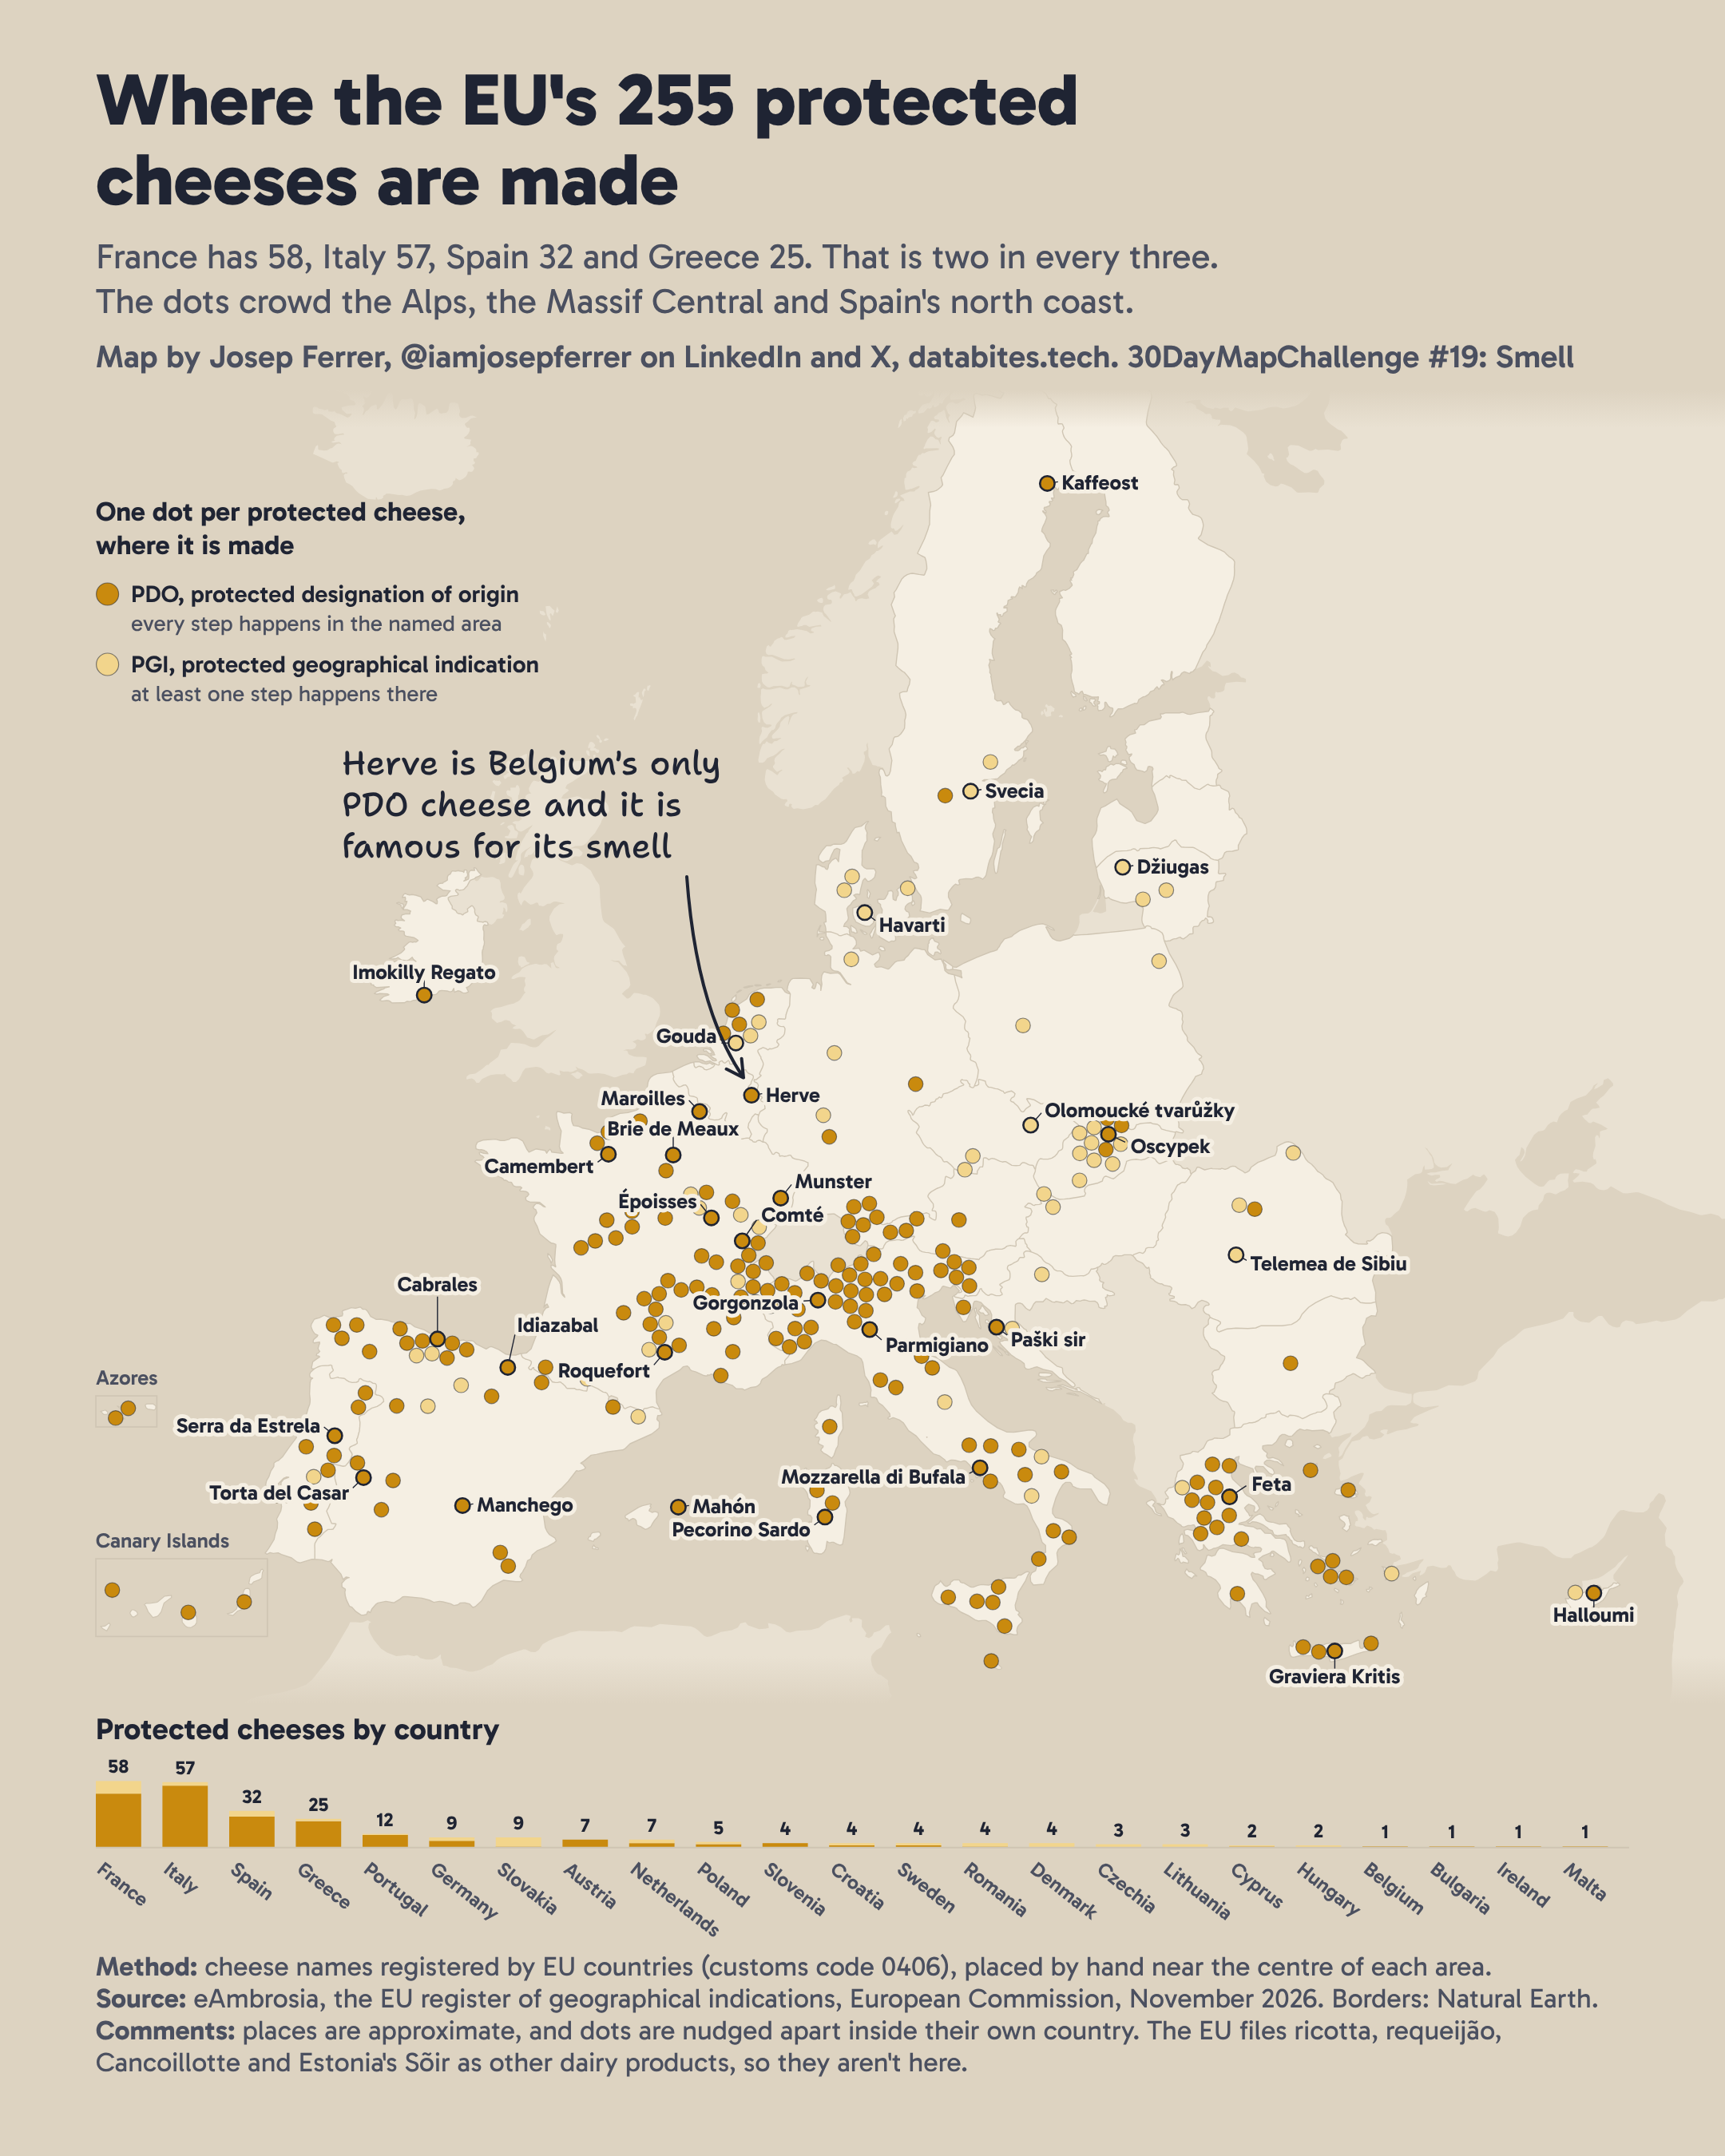 Where the EU's 255 protected
cheeses are made
France has 58, Italy 57, Spain 32 and Greece 25. That is two in every three.
The dots crowd the Alps, the Massif Central and Spain's north coast.
Map by Josep Ferrer, @iamjosepferrer on LinkedIn and X, databites.tech. 30DayMapChallenge #19: Smell
Kaffeost
One dot per protected cheese,
where it is made
PDO, protected designation of origin
every step happens in the named area
PGI, protected geographical indication
at least one step happens there
Herve is Belgium's only
PDO cheese and it is
famous for its smell
Svecia
Džiugas
Havarti
Imokilly Regato
Gouda
Herve
Maroilles
Brie de Meaux
Olomoucké tvarůžky
Oscypek
Camembert
Munster
Époisses
Comté
Telemea de Sibiu
Cabrales
Gorgonzola
Idiazabal
Paški sir
Parmigiano
Roquefort
Azores
Serra da Estrela
Mozzarella di Bufala
Feta
Torta del Casar
Manchego
Mahón
Pecorino Sardo
Canary Islands
Halloumi
Graviera Kritis
Protected cheeses by country
58 57 32 25 12 9 9 7 7 5 4 4 4 4 4 3 3 2 2 1 1 1 1
France Italy Spain Greece Portugal Germany Slovakia Austria Netherlands Poland Slovenia Croatia Sweden Romania Denmark Czechia Lithuania Cyprus Hungary Belgium Bulgaria Ireland Malta
Method: cheese names registered by EU countries (customs code 0406), placed by hand near the centre of each area.
Source: eAmbrosia, the EU register of geographical indications, European Commission, November 2026. Borders: Natural Earth.
Comments: places are approximate, and dots are nudged apart inside their own country. The EU files ricotta, requeijão,
Cancoillotte and Estonia's Sõir as other dairy products, so they aren't here.